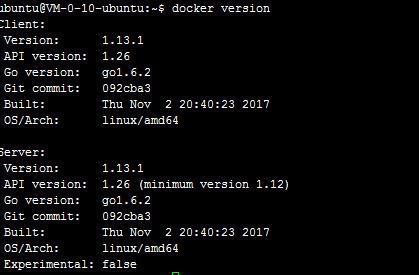 ubuntu@VM-0-10-ubuntu:~$ docker version
Client:
Version: 1.13.1
API version: 1.26
Go version: go1.6.2
Git commit: 092cba3
Built: Thu Nov 2 20:40:23 2017
OS/Arch: linux/amd64
Server:
Version: 1.13.1
API version: 1.26 (minimum version 1.12)
Go version: go1.6.2
Git commit: 092cba3
Built: Thu Nov 2 20:40:23 2017
OS/Arch: linux/amd64
Experimental: false